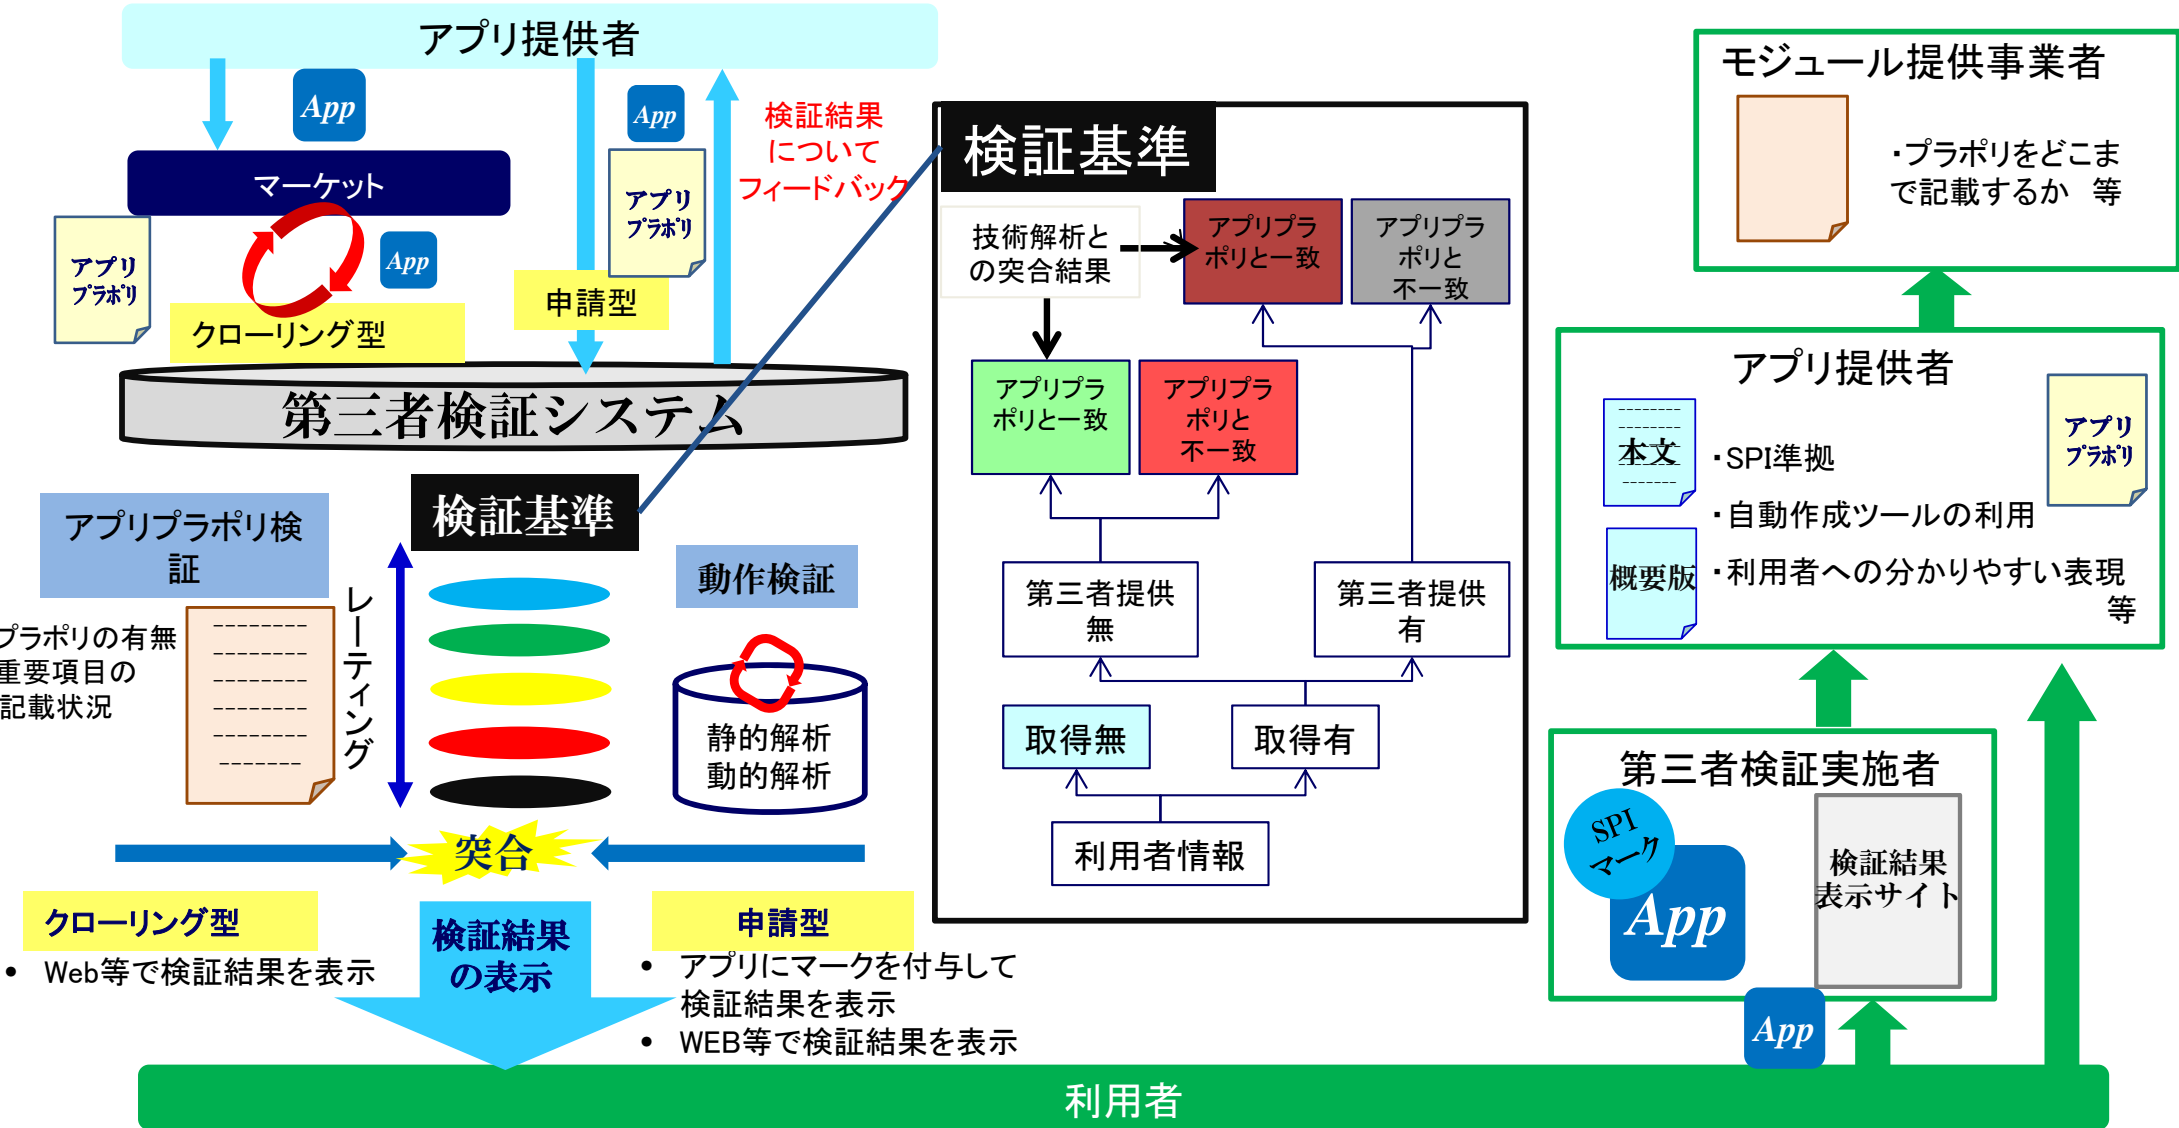 アプリ提供者
App
マーケット
アプリ
プラポリ
App
クローリング型
App
アプリ
プラポリ
申請型
検証結果
について
フィードバック
第三者検証システム
アプリプラポリ検
証
プラポリの有無
重要項目の
記載状況
--------
--------
--------
--------
--------
-------
レーティング
検証基準
動作検証
静的解析
動的解析
突合
クローリング型
• Web等で検証結果を表示
検証結果
の表示
申請型
• アプリにマークを付与して
検証結果を表示
• WEB等で検証結果を表示
検証基準
技術解析と
の突合結果
アプリプラ
ポリと一致
アプリプラ
ポリと
不一致
アプリプラ
ポリと一致
アプリプラ
ポリと
不一致
第三者提供
無
第三者提供
有
取得無
取得有
利用者情報
モジュール提供事業者
・プラポリをどこま
で記載するか 等
アプリ提供者
--------
--------
本文
--------
-------
概要版
・SPI準拠
・自動作成ツールの利用
・利用者への分かりやすい表現
等
アプリ
プラポリ
第三者検証実施者
SPI
マーク
App
検証結果
表示サイト
App
利用者